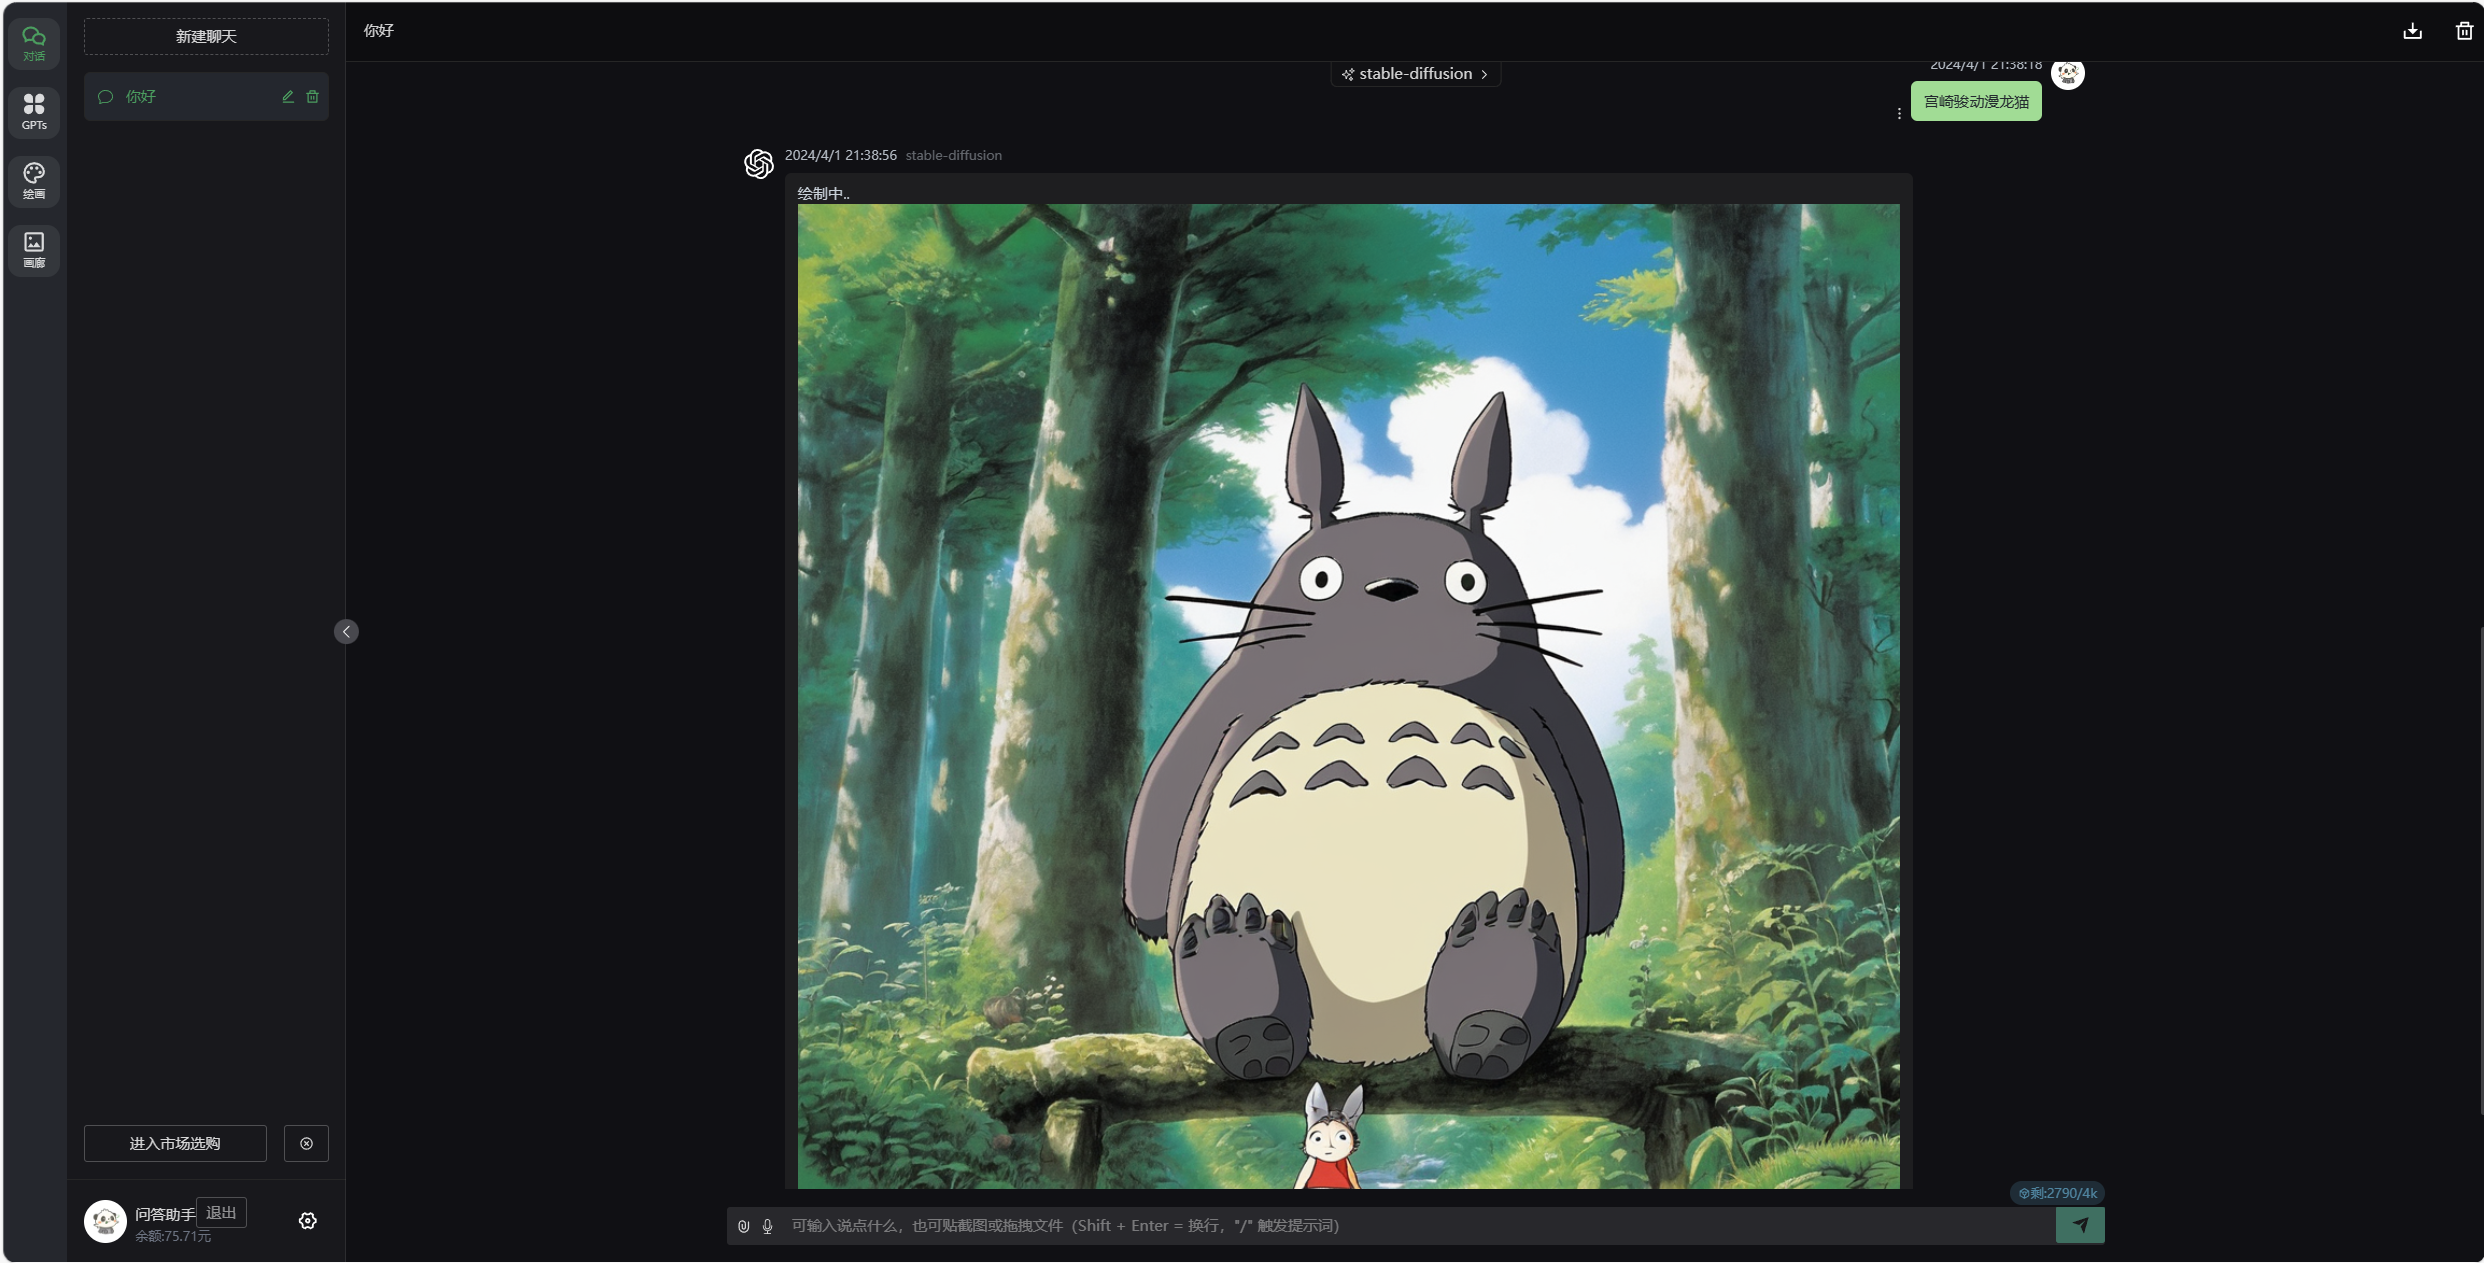 对话
GPTs
绘画
画廊
新建聊天
你好
进入市场选购
问答助手
退出
余额:75.71元
你好
stable-diffusion
2024/4/1 21:38:18
宫崎骏动漫龙猫
2024/4/1 21:38:56 stable-diffusion
绘制中..
剩:2790/4k
可输入说点什么，也可贴截图或拖拽文件（Shift + Enter = 换行，"/" 触发提示词）